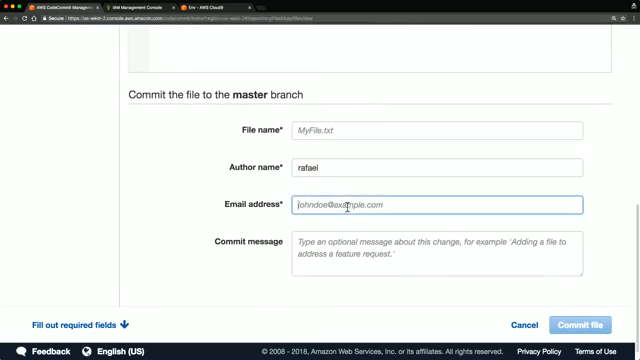 AWS CodeCommit Management
IAM Management Console
Env - AWS Cloud9
Secure
Commit the file to the master branch
File name*
MyFile.txt
Author name*
rafael
Email address*
johndoe@example.com
Commit message
Type an optional message about this change, for example 'Adding a file to
address a feature request.'
Fill out required fields
Cancel
Commit file
Feedback
English (US)
© 2008 - 2018, Amazon Web Services, Inc. or its affiliates. All rights reserved.
Privacy Policy
Terms of Use